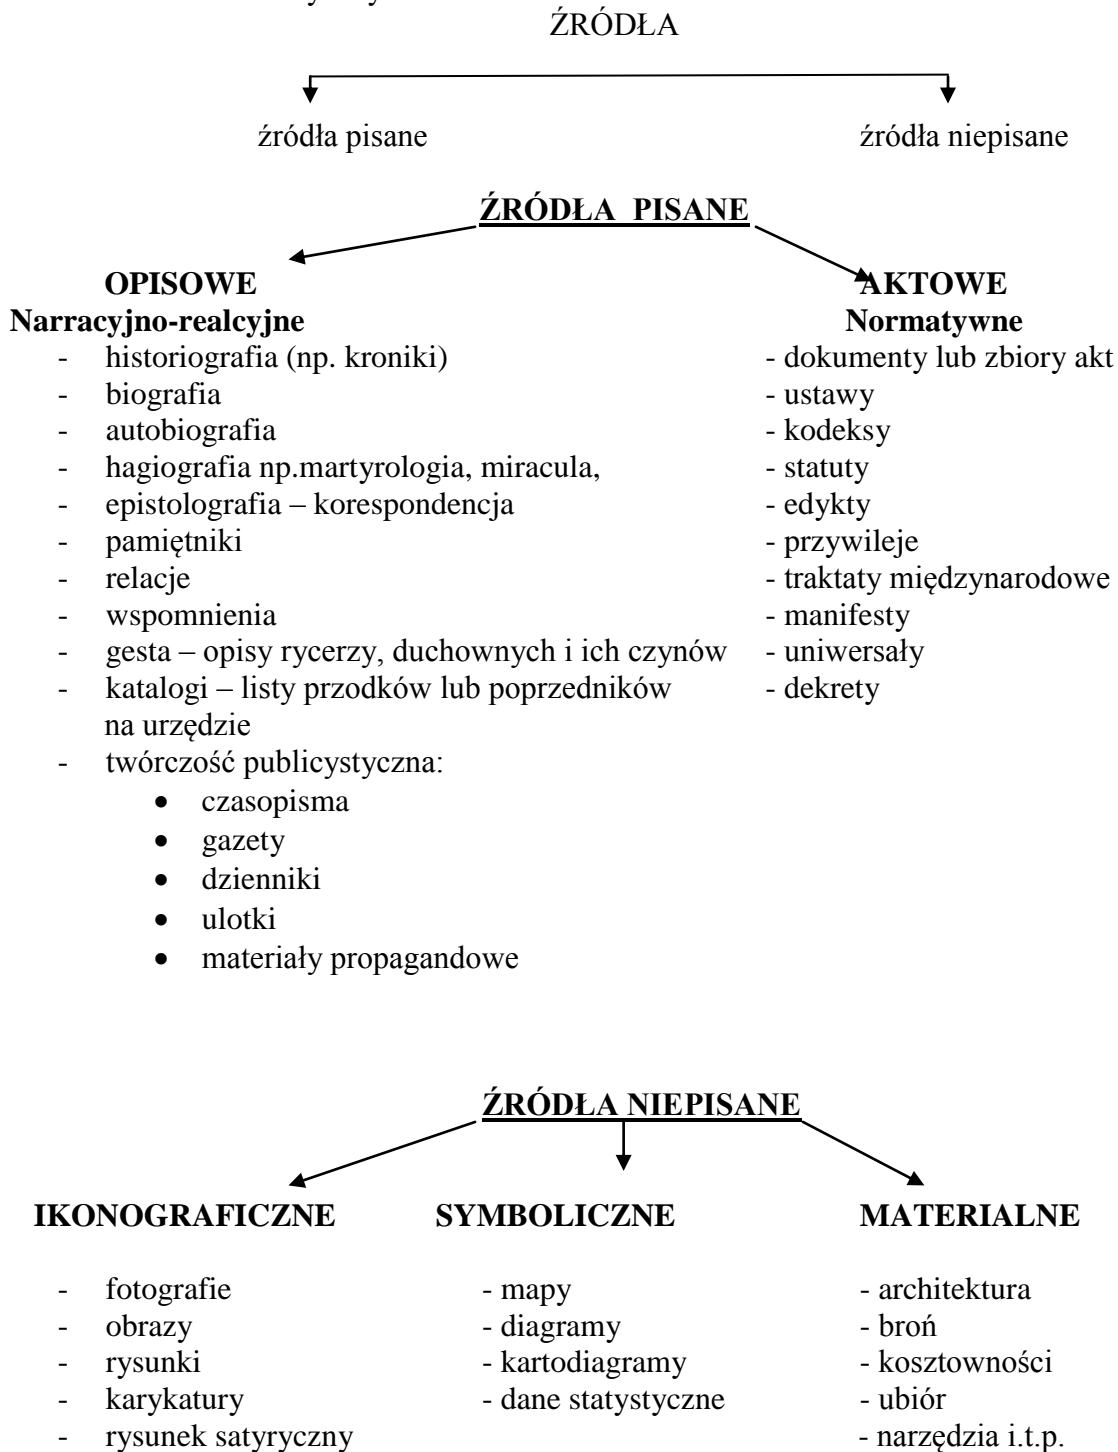 ŹRÓDŁA
źródła pisane źródła niepisane
ŹRÓDŁA PISANE
OPISOWE AKTOWE
Narracyjno-realcyjne Normatywne
- historiografia (np. kroniki) - dokumenty lub zbiory akt
- biografia - ustawy
- autobiografia - kodeksy
- hagiografia np.martyrologia, miracula, - statuty
- epistolografia – korespondencja - edykty
- pamiętniki - przywileje
- relacje - traktaty międzynarodowe
- wspomnienia - manifesty
- gesta – opisy rycerzy, duchownych i ich czynów - uniwersały
- katalogi – listy przodków lub poprzedników - dekrety
na urzędzie
- twórczość publicystyczna:
• czasopisma
• gazety
• dzienniki
• ulotki
• materiały propagandowe
ŹRÓDŁA NIEPISANE
IKONOGRAFICZNE SYMBOLICZNE MATERIALNE
- fotografie - mapy - architektura
- obrazy - diagramy - broń
- rysunki - kartodiagramy - kosztowności
- karykatury - dane statystyczne - ubiór
- rysunek satyryczny - narzędzia i.t.p.